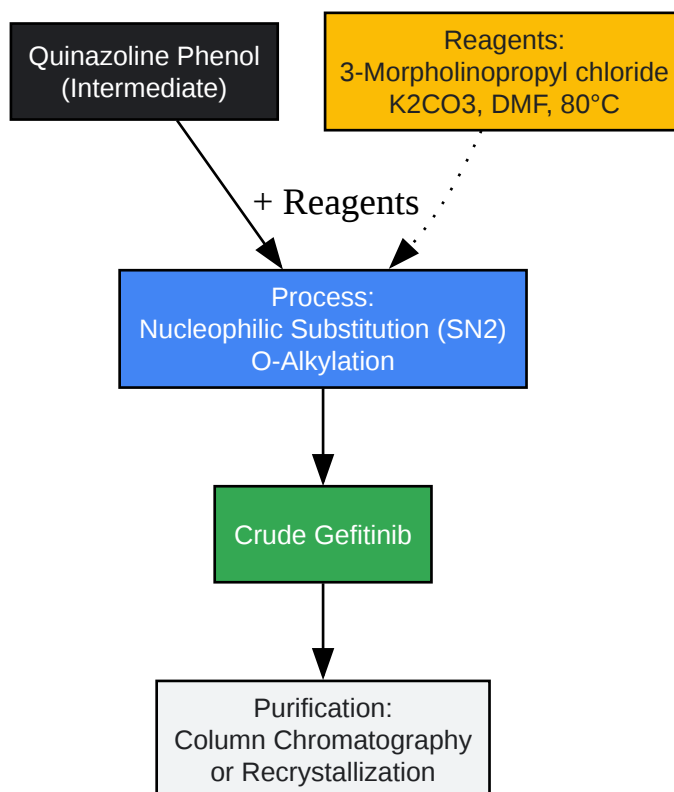 Quinazoline Phenol
(Intermediate)
Reagents:
3-Morpholinopropyl chloride
K2CO3, DMF, 80°C
+ Reagents
Process:
Nucleophilic Substitution (SN2)
O-Alkylation
Crude Gefitinib
Purification:
Column Chromatography
or Recrystallization